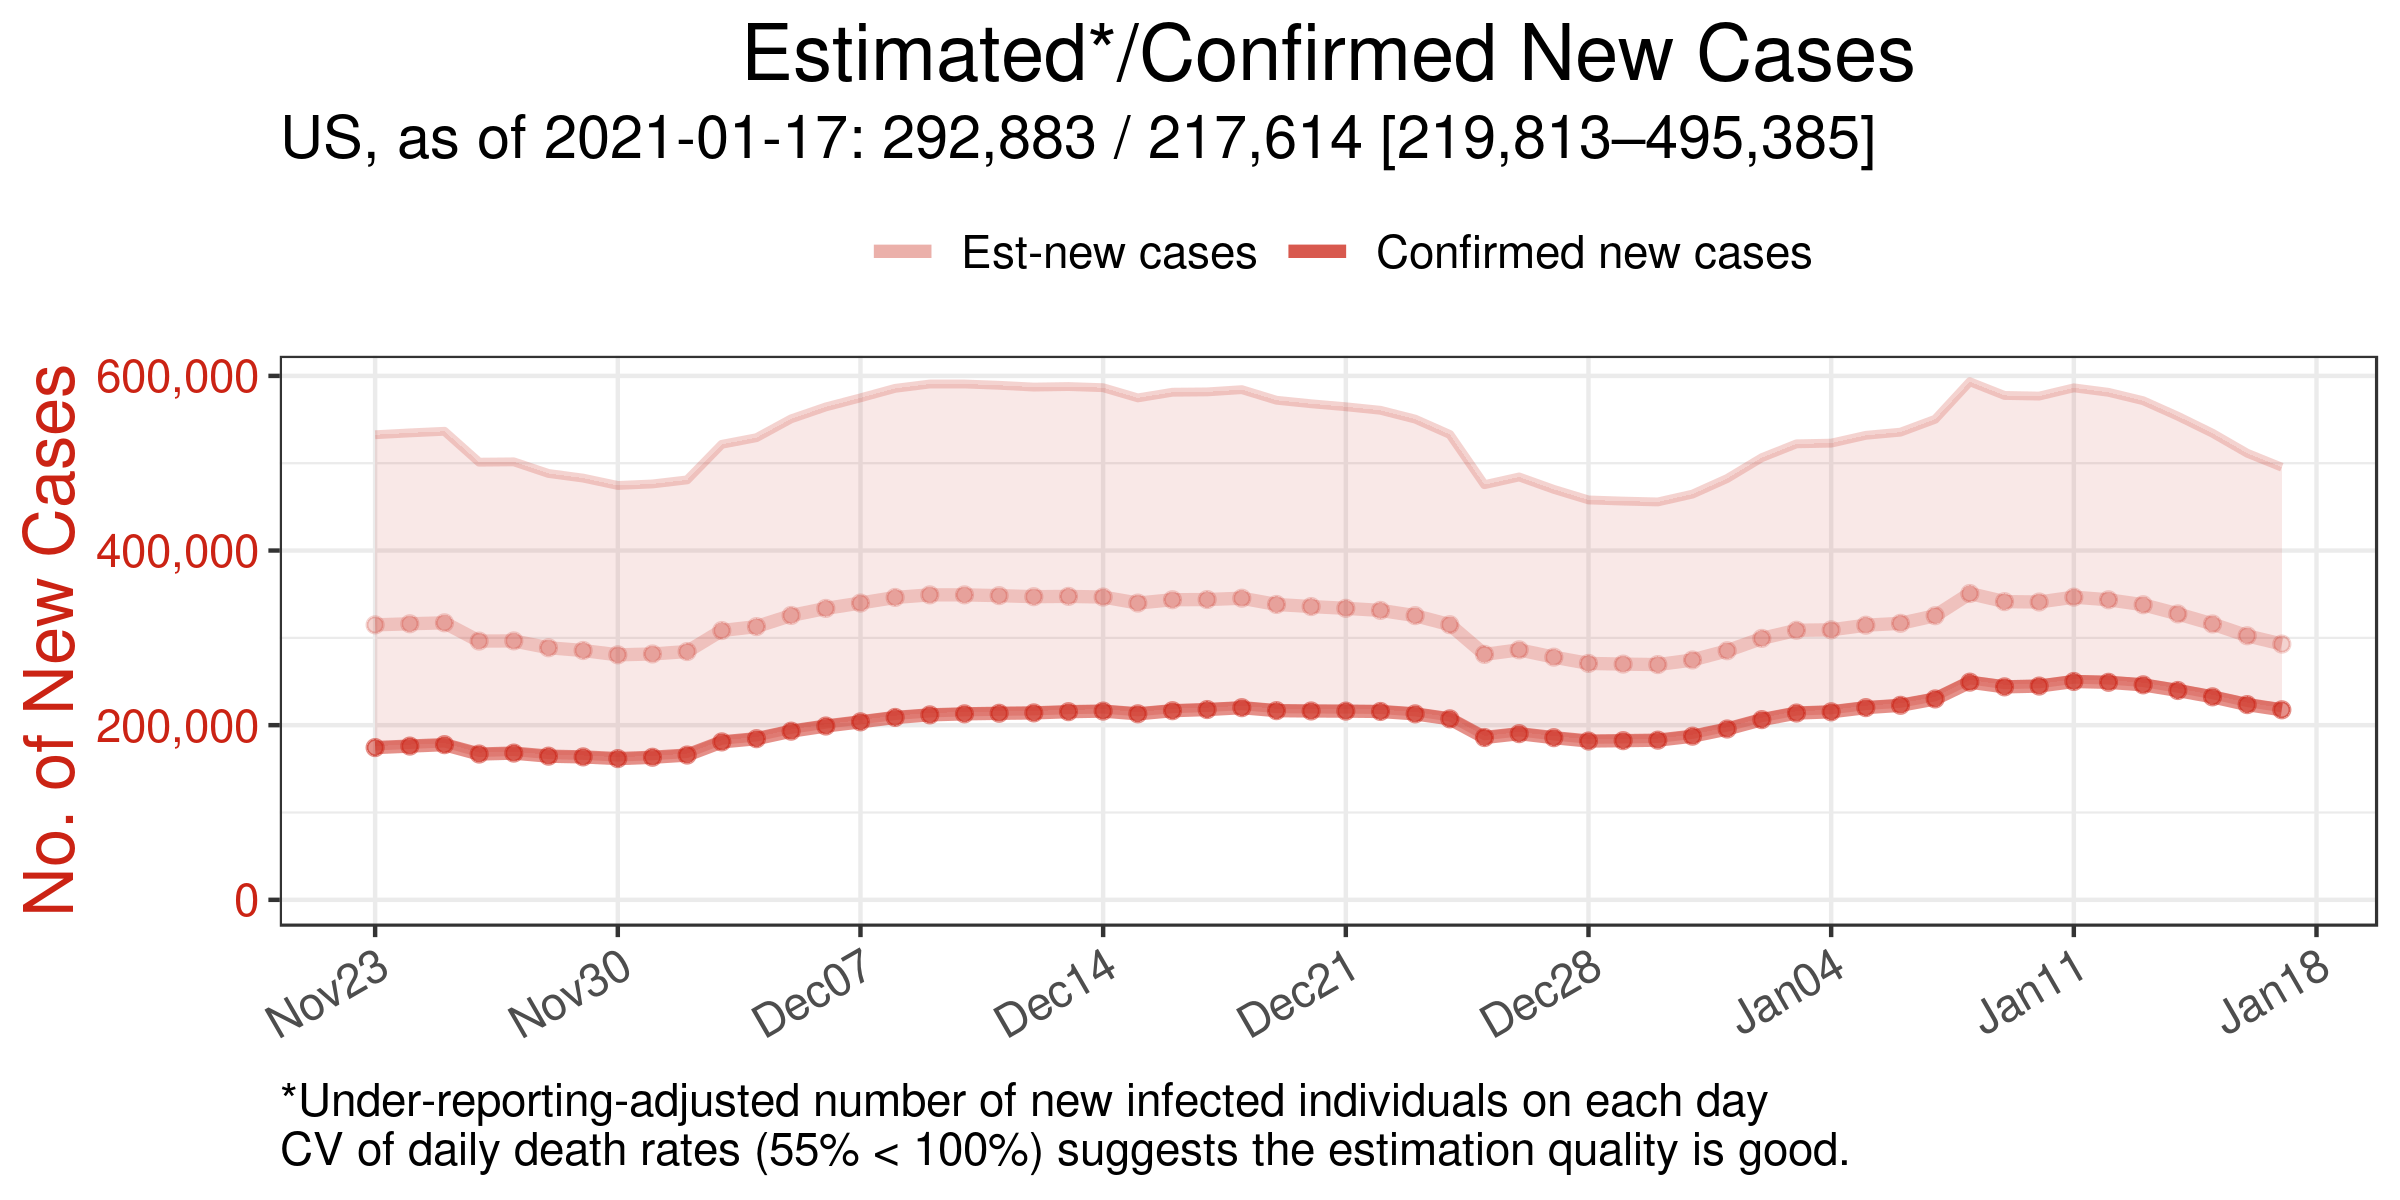 Estimated*/Confirmed New Cases
US, as of 2021-01-17: 292,883 / 217,614 [219,813–495,385]
Est-new cases
Confirmed new cases
No. of New Cases
600,000
400,000
200,000
0
Nov23
Nov30
Dec07
Dec14
Dec21
Dec28
Jan04
Jan11
Jan18
*Under-reporting-adjusted number of new infected individuals on each day
CV of daily death rates (55% < 100%) suggests the estimation quality is good.